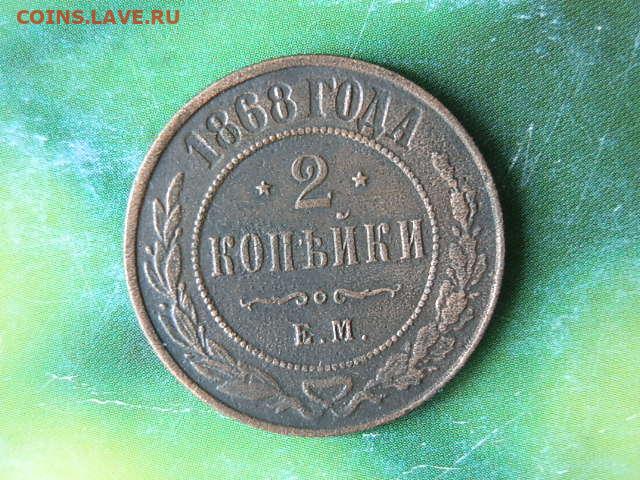 COINS.LAVE.RU
1868 ГОДА
2
КОПѢЙКИ
Е.М.